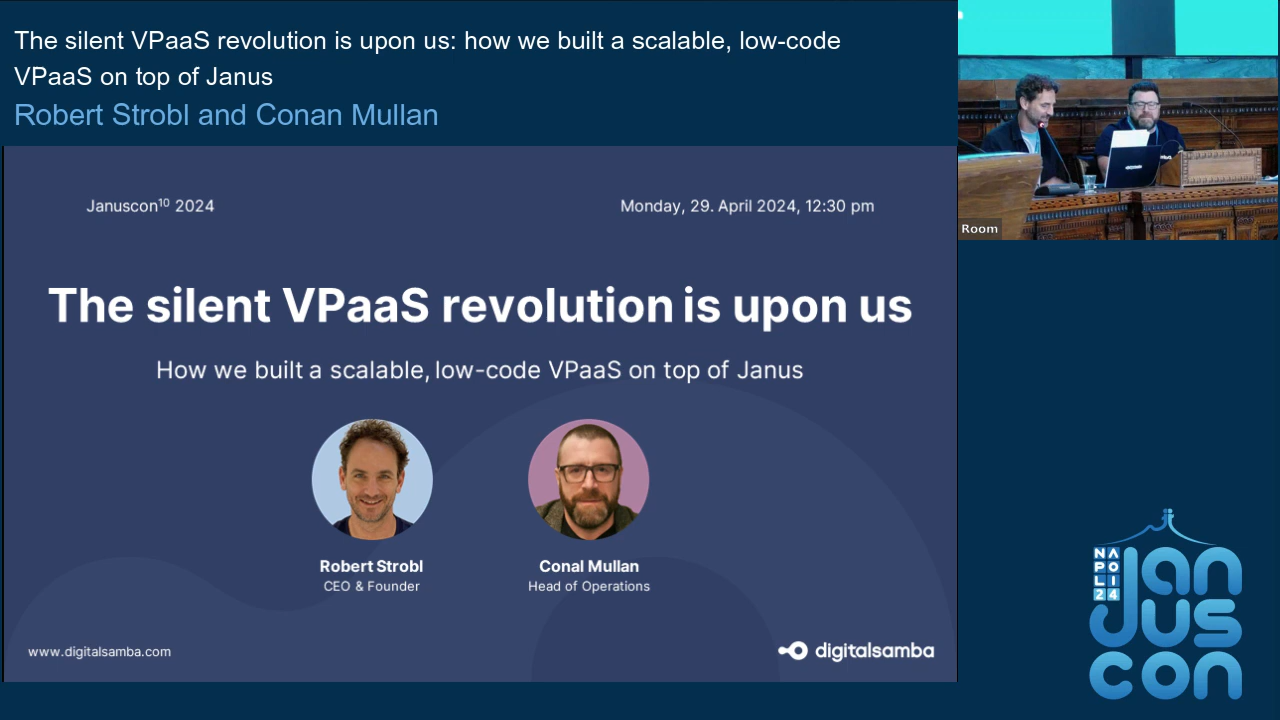 The silent VPaaS revolution is upon us: how we built a scalable, low-code
VPaaS on top of Janus
Robert Strobl and Conan Mullan
Januscon¹⁰ 2024
Monday, 29. April 2024, 12:30 pm
The silent VPaaS revolution is upon us
How we built a scalable, low-code VPaaS on top of Janus
Robert Strobl
CEO & Founder
Conal Mullan
Head of Operations
www.digitalsamba.com
digitalsamba
Room
NAPOLI24
JANUSCON